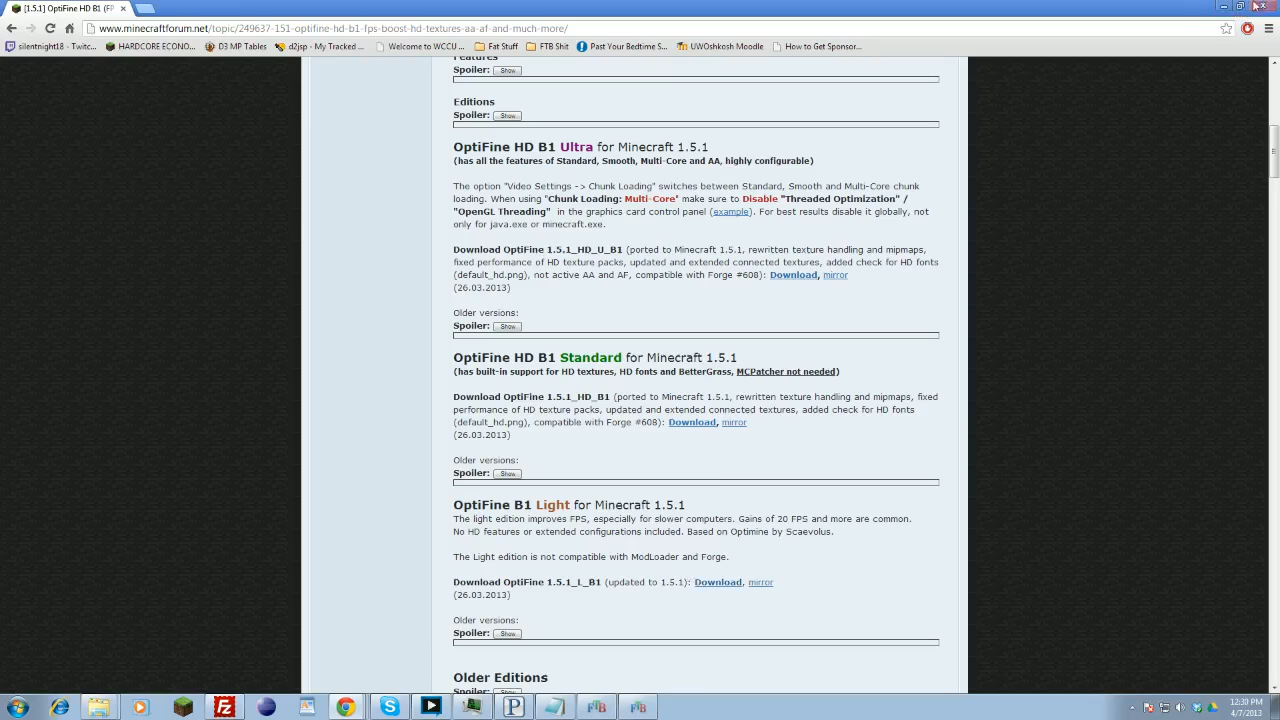 [1.5.1] OptiFine HD B1 (FP
www.minecraftforum.net/topic/249637-151-optifine-hd-b1-fps-boost-hd-textures-aa-af-and-much-more/
silentnight18 - Twitc... HARDCORE ECONO... D3 MP Tables d2jsp - My Tracked ... Welcome to WCCU ... Fat Stuff FTB Shit Past Your Bedtime S... UWOshkosh Moodle How to Get Sponsor...
Features
Spoiler: Show
Editions
Spoiler: Show
OptiFine HD B1 Ultra for Minecraft 1.5.1
(has all the features of Standard, Smooth, Multi-Core and AA, highly configurable)
The option "Video Settings -> Chunk Loading" switches between Standard, Smooth and Multi-Core chunk
loading. When using "Chunk Loading: Multi-Core" make sure to Disable "Threaded Optimization" /
"OpenGL Threading" in the graphics card control panel (example). For best results disable it globally, not
only for java.exe or minecraft.exe.
Download OptiFine 1.5.1_HD_U_B1 (ported to Minecraft 1.5.1, rewritten texture handling and mipmaps,
fixed performance of HD texture packs, updated and extended connected textures, added check for HD fonts
(default_hd.png), not active AA and AF, compatible with Forge #608): Download, mirror
(26.03.2013)
Older versions:
Spoiler: Show
OptiFine HD B1 Standard for Minecraft 1.5.1
(has built-in support for HD textures, HD fonts and BetterGrass, MCPatcher not needed)
Download OptiFine 1.5.1_HD_B1 (ported to Minecraft 1.5.1, rewritten texture handling and mipmaps, fixed
performance of HD texture packs, updated and extended connected textures, added check for HD fonts
(default_hd.png), compatible with Forge #608): Download, mirror
(26.03.2013)
Older versions:
Spoiler: Show
OptiFine B1 Light for Minecraft 1.5.1
The light edition improves FPS, especially for slower computers. Gains of 20 FPS and more are common.
No HD features or extended configurations included. Based on Optimine by Scaevolus.
The Light edition is not compatible with ModLoader and Forge.
Download OptiFine 1.5.1_L_B1 (updated to 1.5.1): Download, mirror
(26.03.2013)
Older versions:
Spoiler: Show
Older Editions
Spoiler: Show
FTB FTB
12:30 PM
4/7/2013